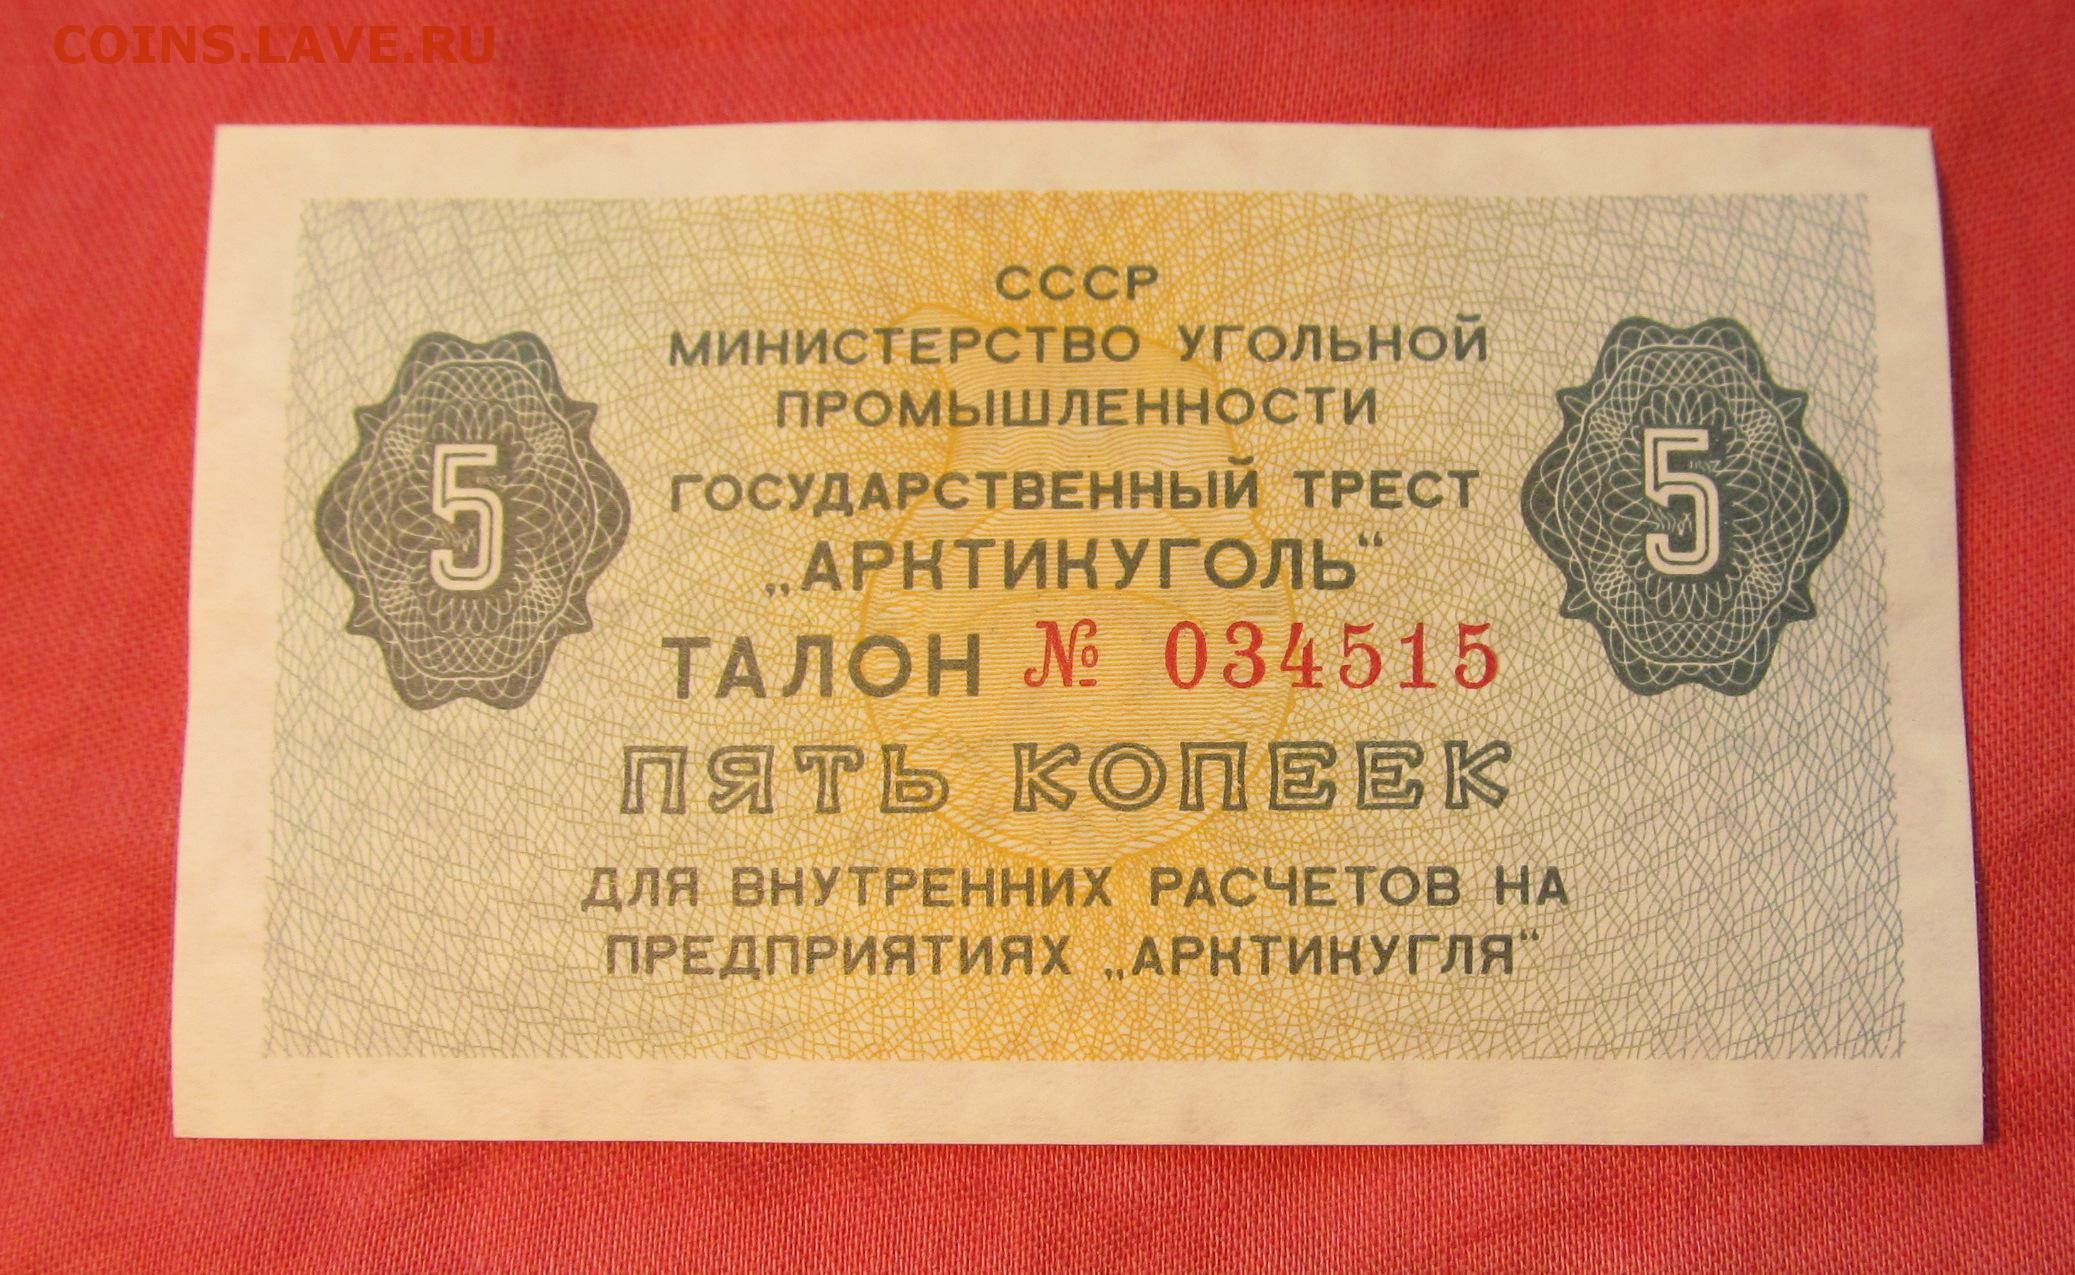 COINS.LAVE.RU
СССР
МИНИСТЕРСТВО УГОЛЬНОЙ
ПРОМЫШЛЕННОСТИ
ГОСУДАРСТВЕННЫЙ ТРЕСТ
„АРКТИКУГОЛЬ“
5
5
ТАЛОН № 034515
ПЯТЬ КОПЕЕК
ДЛЯ ВНУТРЕННИХ РАСЧЕТОВ НА
ПРЕДПРИЯТИЯХ „АРКТИКУГЛЯ“